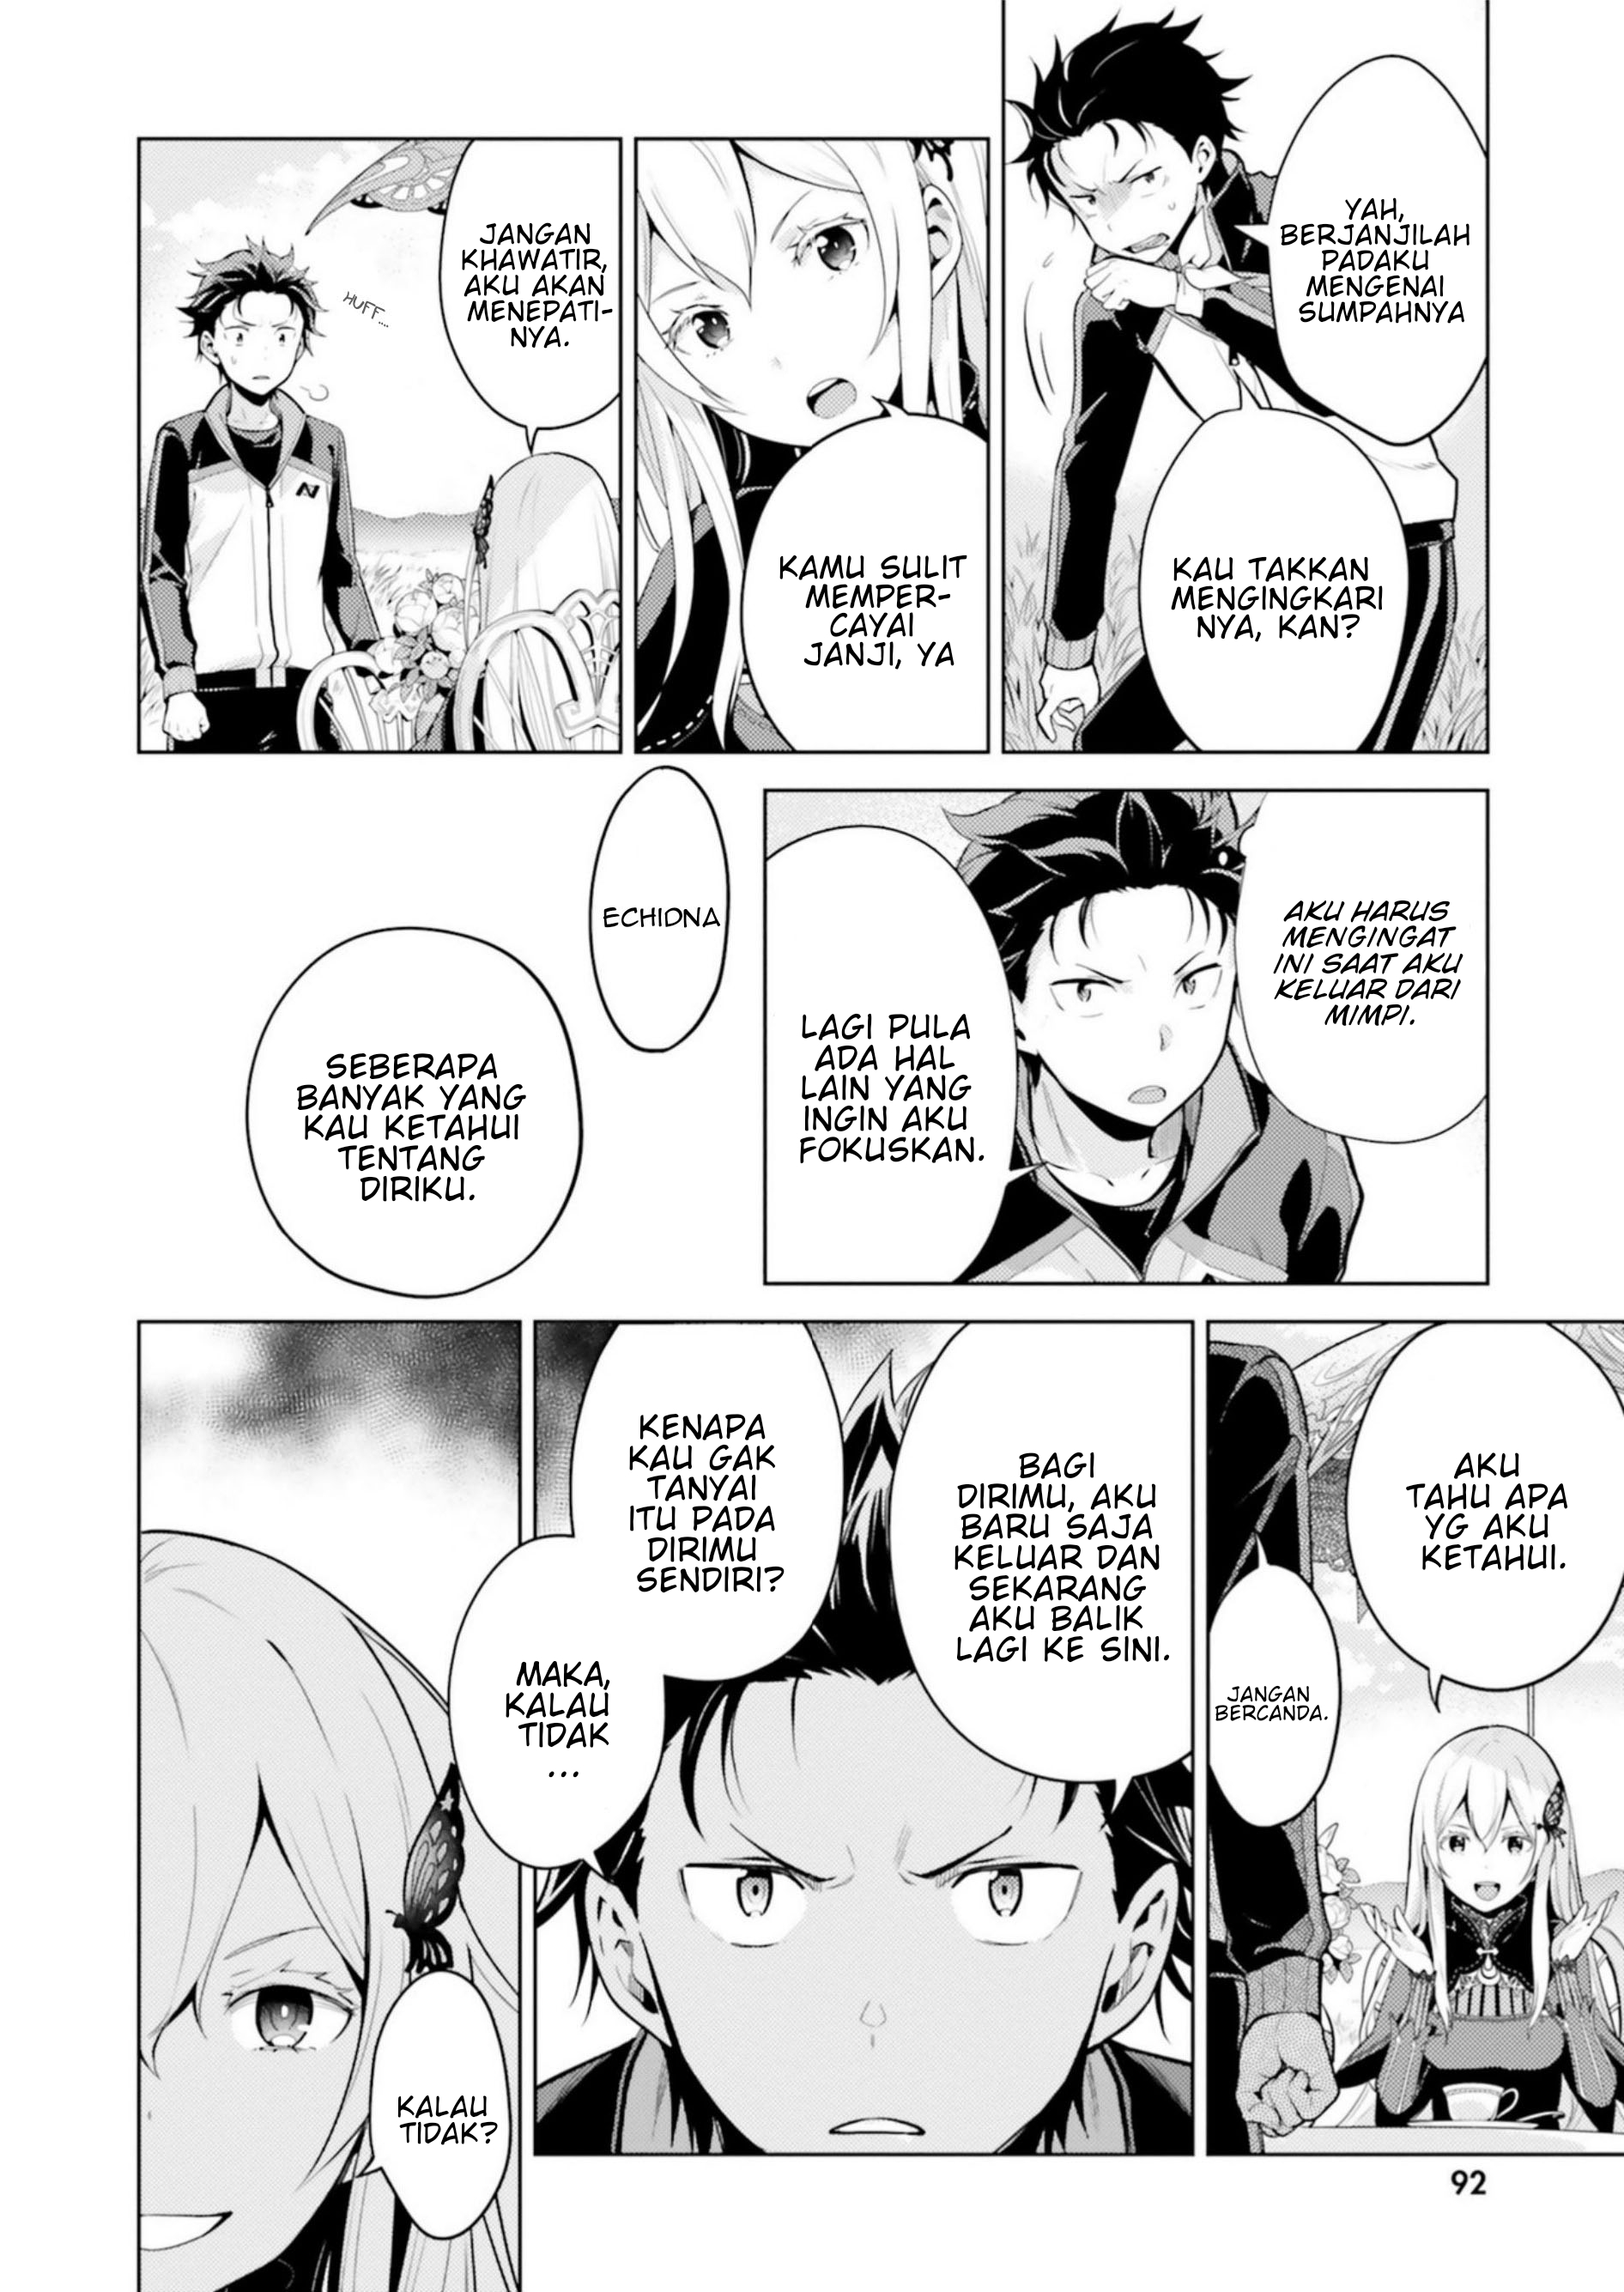 YAH,
BERJANJILAH
PADAKU
MENGENAI
SUMPAHNYA
KAU TAKKAN
MENGINGKARI
NYA, KAN?
KAMU SULIT
MEMPER-
CAYAI
JANJI, YA
JANGAN
KHAWATIR,
AKU AKAN
MENEPATI-
NYA.
HUFF....
AKU HARUS
MENGINGAT
INI SAAT AKU
KELUAR DARI
MIMPI.
LAGI PULA
ADA HAL
LAIN YANG
INGIN AKU
FOKUSKAN.
ECHIDNA
SEBERAPA
BANYAK YANG
KAU KETAHUI
TENTANG
DIRIKU.
AKU
TAHU APA
YG AKU
KETAHUI.
JANGAN
BERCANDA.
BAGI
DIRIMU, AKU
BARU SAJA
KELUAR DAN
SEKARANG
AKU BALIK
LAGI KE SINI.
KENAPA
KAU GAK
TANYAI
ITU PADA
DIRIMU
SENDIRI?
MAKA,
KALAU
TIDAK
...
KALAU
TIDAK?
92